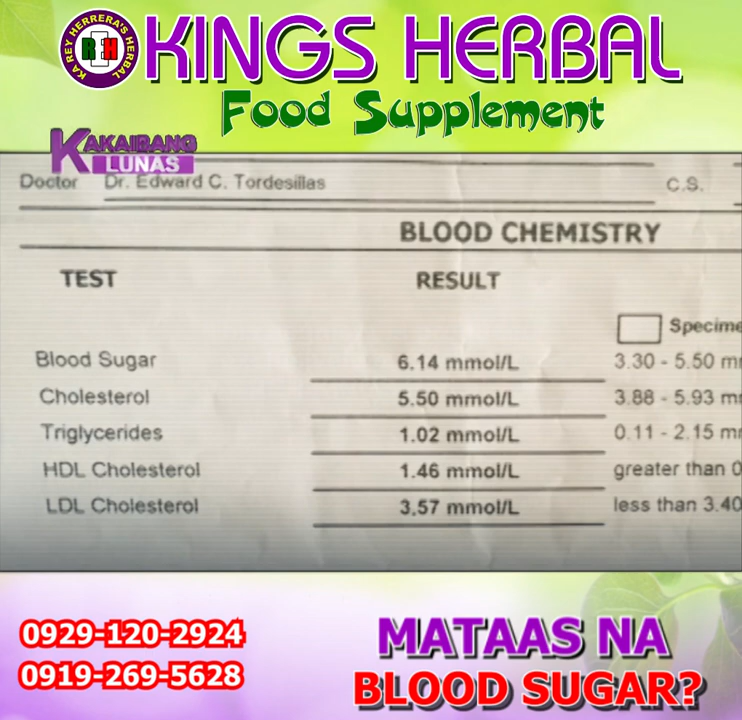 KA REY HERRERA'S HERBAL
RH
KINGS HERBAL
Food Supplement
KAKAIBANG
LUNAS
Doctor Dr. Edward C. Tordesillas C.S.
BLOOD CHEMISTRY
TEST RESULT
Specime
Blood Sugar 6.14 mmol/L 3.30 - 5.50 m
Cholesterol 5.50 mmol/L 3.88 - 5.93 m
Triglycerides 1.02 mmol/L 0.11 - 2.15 m
HDL Cholesterol 1.46 mmol/L greater than 0
LDL Cholesterol 3.57 mmol/L less than 3.40
0929-120-2924
0919-269-5628
MATAAS NA
BLOOD SUGAR?